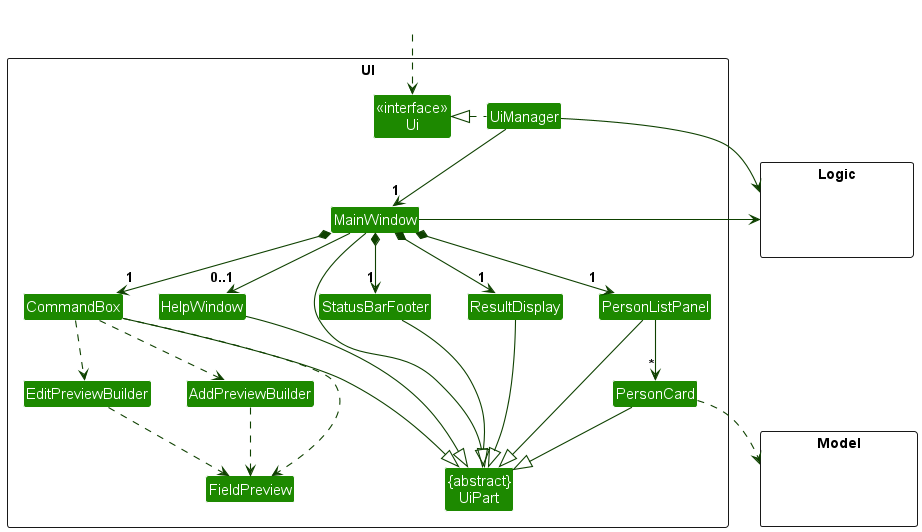 UI
«interface»
Ui
UiManager
Logic
1
MainWindow
1
0..1
1
1
1
CommandBox
HelpWindow
StatusBarFooter
ResultDisplay
PersonListPanel
*
EditPreviewBuilder
AddPreviewBuilder
PersonCard
Model
FieldPreview
{abstract}
UiPart